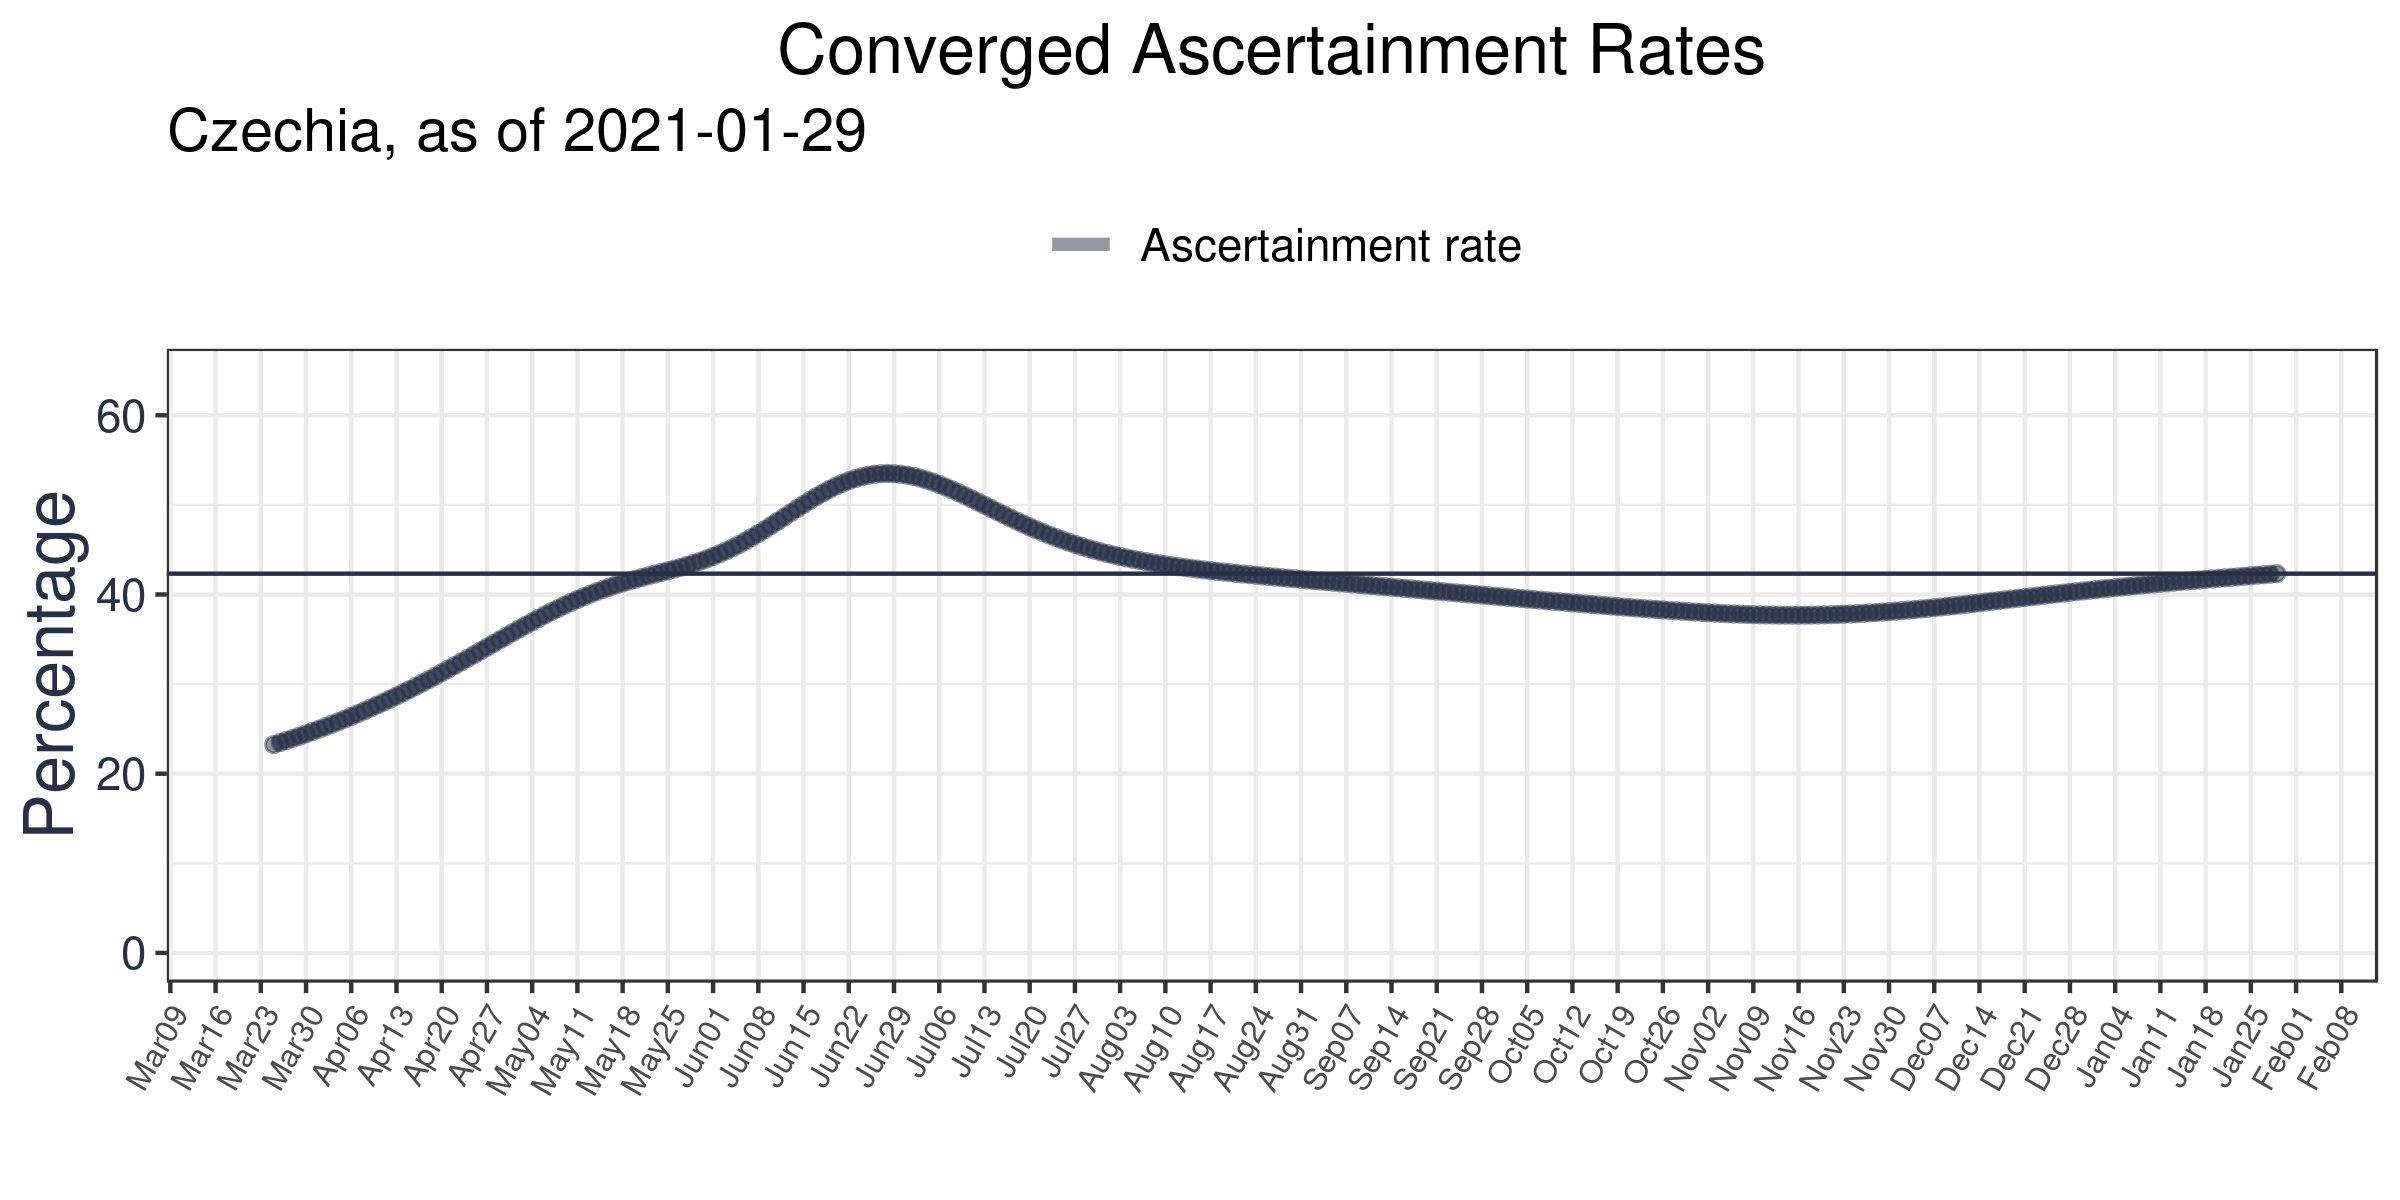 Converged Ascertainment Rates
Czechia, as of 2021-01-29
Ascertainment rate
Percentage
60
40
20
0
Mar09 Mar16 Mar23 Mar30 Apr06 Apr13 Apr20 Apr27 May04 May11 May18 May25 Jun01 Jun08 Jun15 Jun22 Jun29 Jul06 Jul13 Jul20 Jul27 Aug03 Aug10 Aug17 Aug24 Aug31 Sep07 Sep14 Sep21 Sep28 Oct05 Oct12 Oct19 Oct26 Nov02 Nov09 Nov16 Nov23 Nov30 Dec07 Dec14 Dec21 Dec28 Jan04 Jan11 Jan18 Jan25 Feb01 Feb08